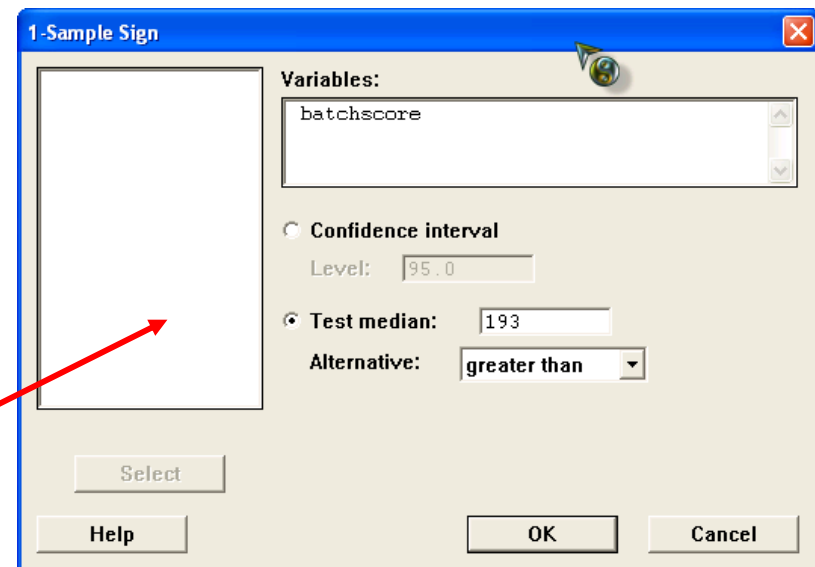 1-Sample Sign
Variables:
batchscore
Confidence interval
Level: 95.0
Test median: 193
Alternative: greater than
Select
Help OK Cancel